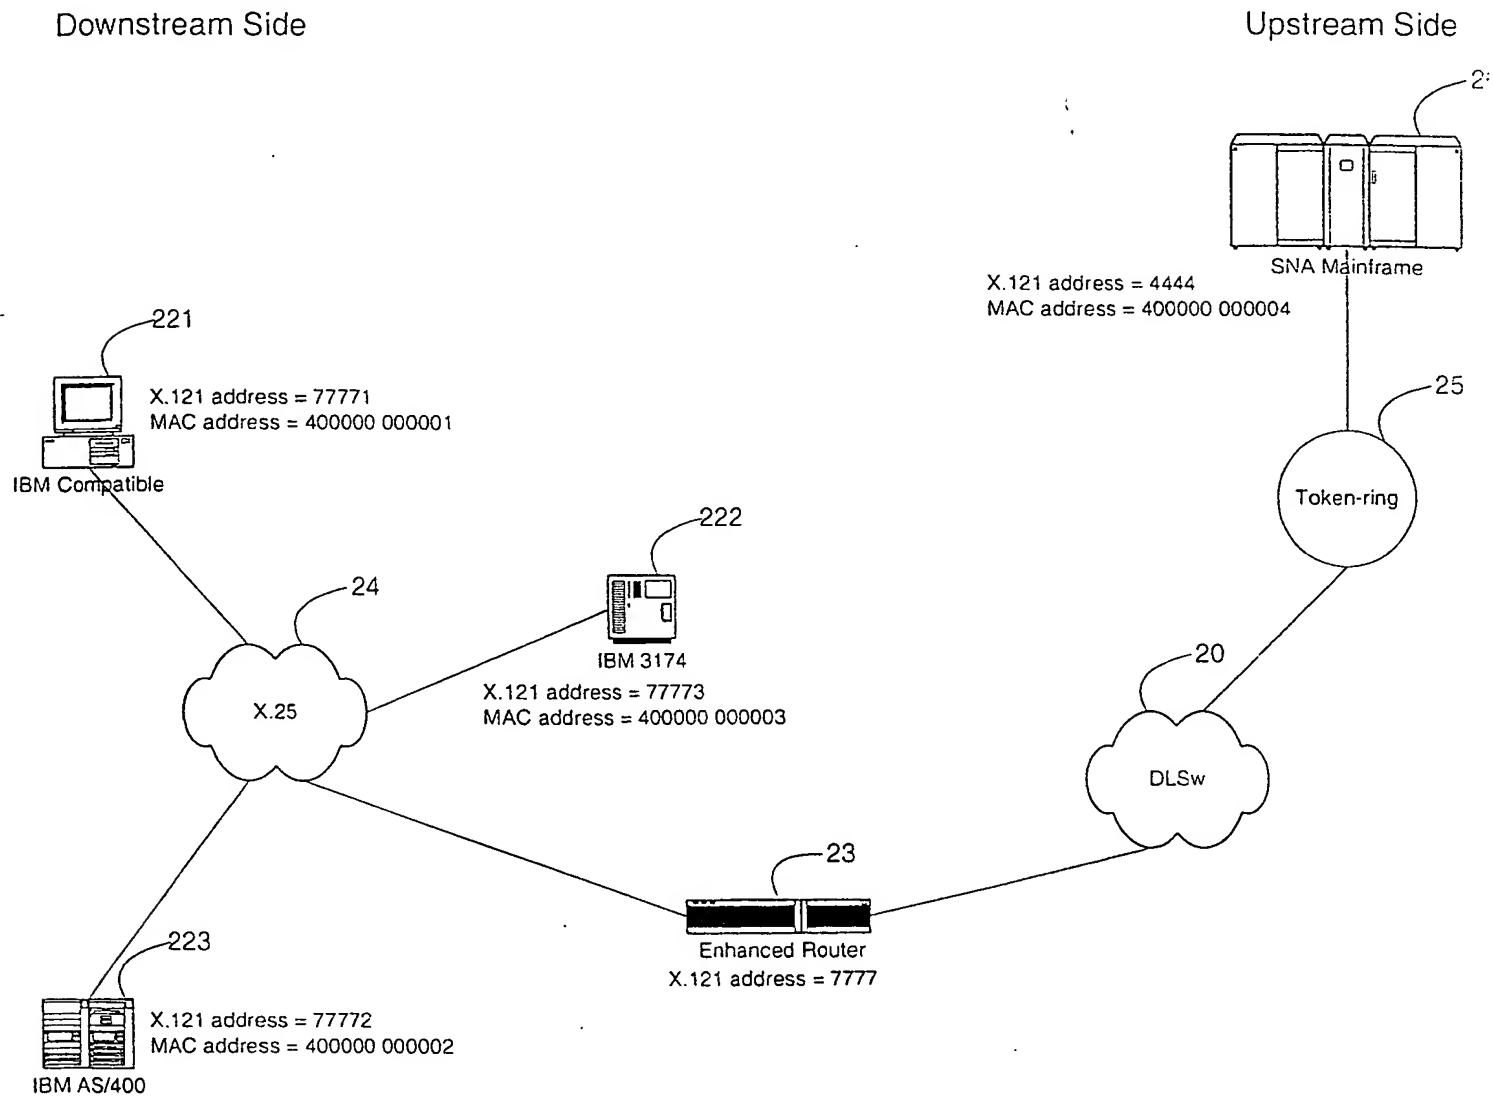 Downstream Side
Upstream Side
SNA Mainframe
X.121 address = 4444
MAC address = 400000 000004
221
X.121 address = 77771
MAC address = 400000 000001
IBM Compatible
25
Token-ring
222
IBM 3174
X.121 address = 77773
MAC address = 400000 000003
24
X.25
20
DLSw
23
Enhanced Router
X.121 address = 7777
223
X.121 address = 77772
MAC address = 400000 000002
IBM AS/400